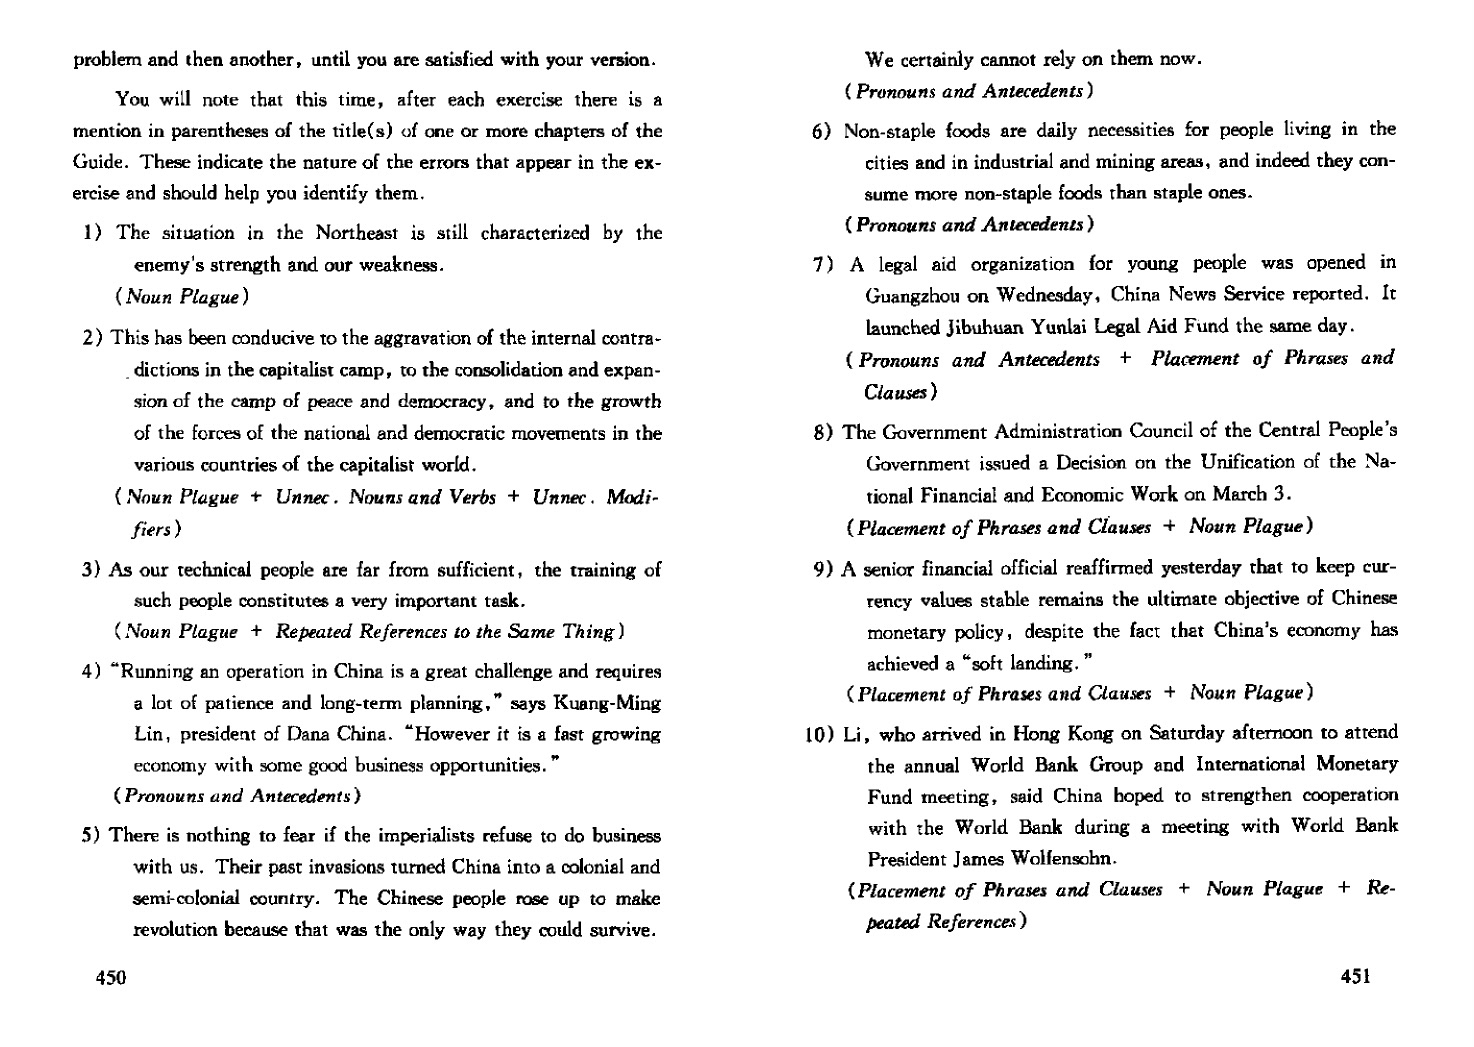 problem and then another, until you are satisfied with your version.
You will note that this time, after each exercise there is a
mention in parentheses of the title(s) of one or more chapters of the
Guide. These indicate the nature of the errors that appear in the ex-
ercise and should help you identify them.
1) The situation in the Northeast is still characterized by the
enemy's strength and our weakness.
(Noun Plague)
2) This has been conducive to the aggravation of the internal contra-
dictions in the capitalist camp, to the consolidation and expan-
sion of the camp of peace and democracy, and to the growth
of the forces of the national and democratic movements in the
various countries of the capitalist world.
(Noun Plague + Unnec. Nouns and Verbs + Unnec. Modi-
fiers)
3) As our technical people are far from sufficient, the training of
such people constitutes a very important task.
(Noun Plague + Repeated References to the Same Thing)
4) “Running an operation in China is a great challenge and requires
a lot of patience and long-term planning,” says Kuang-Ming
Lin, president of Dana China. “However it is a fast growing
economy with some good business opportunities.”
(Pronouns and Antecedents)
5) There is nothing to fear if the imperialists refuse to do business
with us. Their past invasions turned China into a colonial and
semi-colonial country. The Chinese people rose up to make
revolution because that was the only way they could survive.
450
We certainly cannot rely on them now.
(Pronouns and Antecedents)
6) Non-staple foods are daily necessities for people living in the
cities and in industrial and mining areas, and indeed they con-
sume more non-staple foods than staple ones.
(Pronouns and Antecedents)
7) A legal aid organization for young people was opened in
Guangzhou on Wednesday, China News Service reported. It
launched Jibuhuan Yunlai Legal Aid Fund the same day.
(Pronouns and Antecedents + Placement of Phrases and
Clauses)
8) The Government Administration Council of the Central People's
Government issued a Decision on the Unification of the Na-
tional Financial and Economic Work on March 3.
(Placement of Phrases and Clauses + Noun Plague)
9) A senior financial official reaffirmed yesterday that to keep cur-
rency values stable remains the ultimate objective of Chinese
monetary policy, despite the fact that China's economy has
achieved a “soft landing.”
(Placement of Phrases and Clauses + Noun Plague)
10) Li, who arrived in Hong Kong on Saturday afternoon to attend
the annual World Bank Group and International Monetary
Fund meeting, said China hoped to strengthen cooperation
with the World Bank during a meeting with World Bank
President James Wolfensohn.
(Placement of Phrases and Clauses + Noun Plague + Re-
peated References)
451